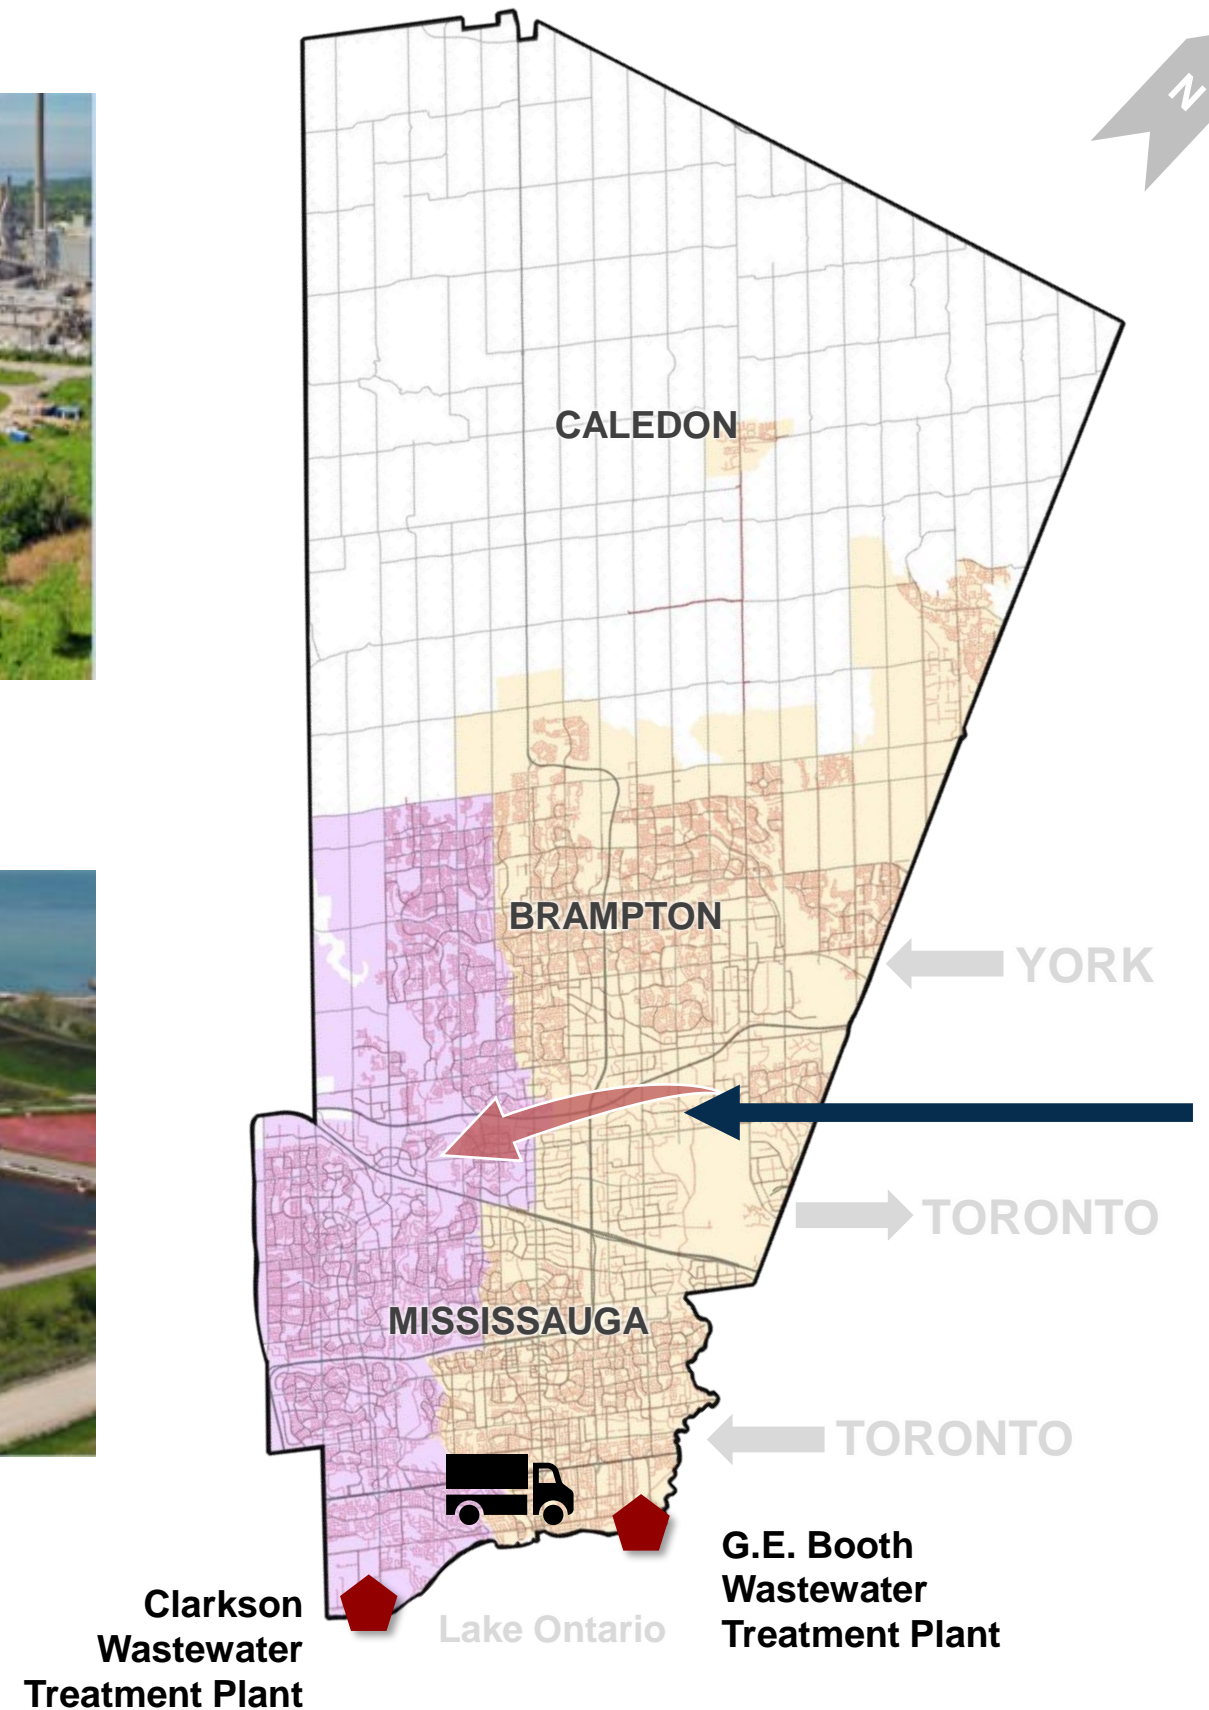 N
CALEDON
BRAMPTON
YORK
TORONTO
MISSISSAUGA
TORONTO
G.E. Booth
Wastewater
Treatment Plant
Clarkson
Wastewater
Treatment Plant
Lake Ontario